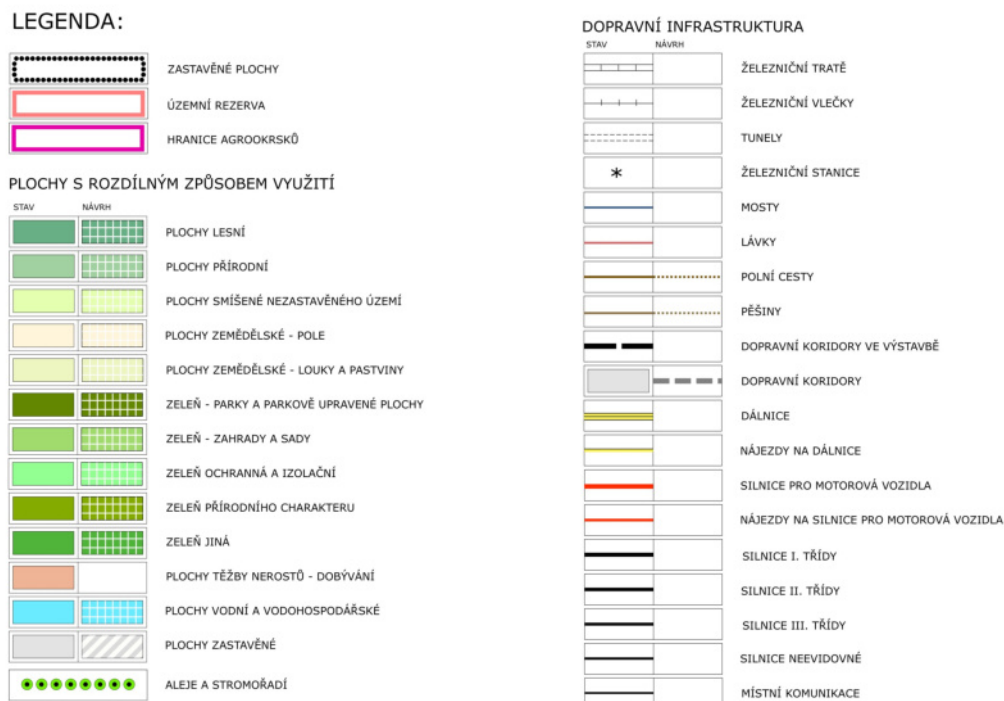 LEGENDA:
ZASTAVĚNÉ PLOCHY
ÚZEMNÍ REZERVA
HRANICE AGROOKRSKŮ
PLOCHY S ROZDÍLNÝM ZPŮSOBEM VYUŽITÍ
STAV NÁVRH
PLOCHY LESNÍ
PLOCHY PŘÍRODNÍ
PLOCHY SMÍŠENÉ NEZASTAVĚNÉHO ÚZEMÍ
PLOCHY ZEMĚDĚLSKÉ - POLE
PLOCHY ZEMĚDĚLSKÉ - LOUKY A PASTVINY
ZELEŇ - PARKY A PARKOVĚ UPRAVENÉ PLOCHY
ZELEŇ - ZAHRADY A SADY
ZELEŇ OCHRANNÁ A IZOLAČNÍ
ZELEŇ PŘÍRODNÍHO CHARAKTERU
ZELEŇ JINÁ
PLOCHY TĚŽBY NEROSTŮ - DOBÝVÁNÍ
PLOCHY VODNÍ A VODOHOSPODÁŘSKÉ
PLOCHY ZASTAVĚNÉ
ALEJE A STROMOŘADÍ
DOPRAVNÍ INFRASTRUKTURA
STAV NÁVRH
ŽELEZNIČNÍ TRATĚ
ŽELEZNIČNÍ VLEČKY
TUNELY
ŽELEZNIČNÍ STANICE
MOSTY
LÁVKY
POLNÍ CESTY
PĚŠINY
DOPRAVNÍ KORIDORY VE VÝSTAVBĚ
DOPRAVNÍ KORIDORY
DÁLNICE
NÁJEZDY NA DÁLNICE
SILNICE PRO MOTOROVÁ VOZIDLA
NÁJEZDY NA SILNICE PRO MOTOROVÁ VOZIDLA
SILNICE I. TŘÍDY
SILNICE II. TŘÍDY
SILNICE III. TŘÍDY
SILNICE NEEVIDOVNÉ
MÍSTNÍ KOMUNIKACE